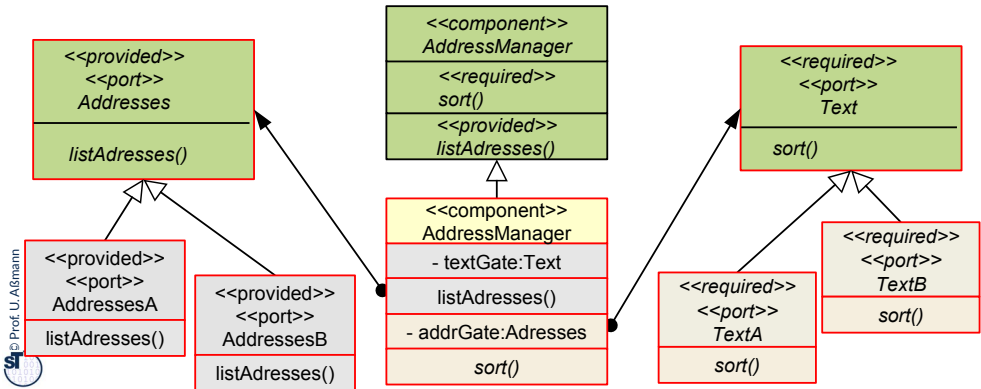 <<component>>
AddressManager
<<required>>
sort()
<<provided>>
listAdresses()
<<provided>>
<<port>>
Addresses
listAdresses()
<<required>>
<<port>>
Text
sort()
<<component>>
AddressManager
- textGate:Text
listAdresses()
- addrGate:Adresses
sort()
<<provided>>
<<port>>
AddressesA
listAdresses()
<<provided>>
<<port>>
AddressesB
listAdresses()
<<required>>
<<port>>
TextA
sort()
<<required>>
<<port>>
TextB
sort()
© Prof. U. Aßmann
ST